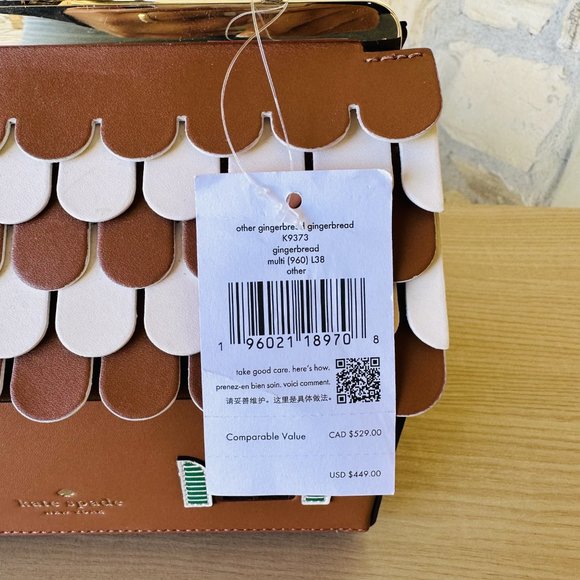 other gingerbread gingerbread
K9373
gingerbread
multi (960) L38
other
1 96021 18970 8
take good care. here's how.
prenez-en bien soin. voici comment.
请妥善维护。这里是具体做法。
Comparable Value CAD $529.00
USD $449.00
kate spade
NEW YORK